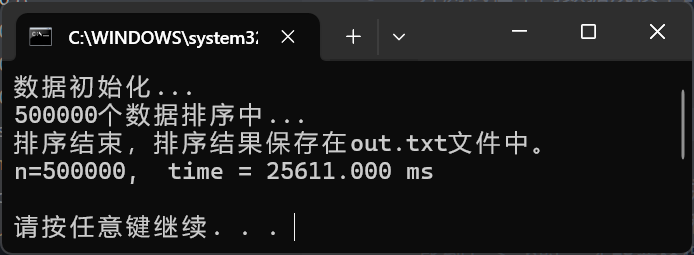 C:\WINDOWS\system32
数据初始化...
500000个数据排序中...
排序结束，排序结果保存在out.txt文件中。
n=500000,  time = 25611.000 ms
请按任意键继续. . .